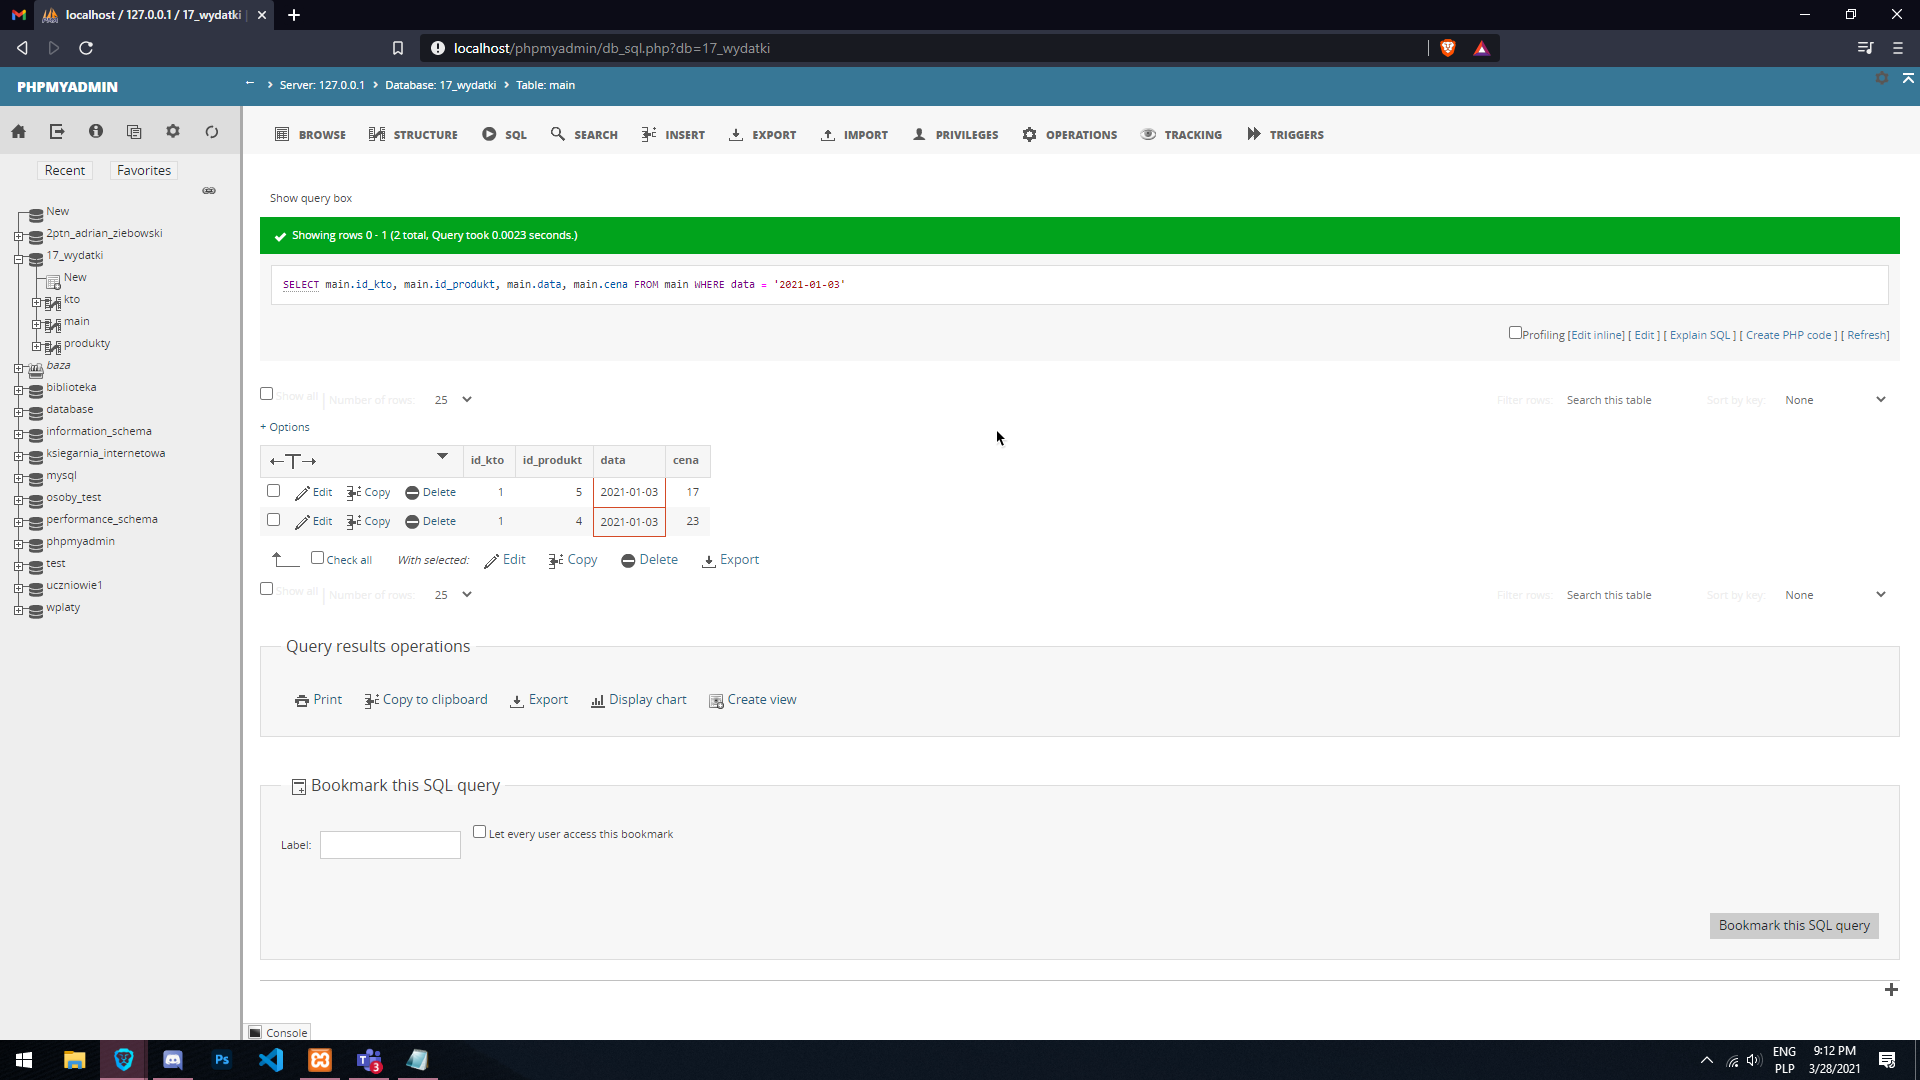 localhost / 127.0.0.1 / 17_wydatki |
localhost/phpmyadmin/db_sql.php?db=17_wydatki
PHPMYADMIN
Server: 127.0.0.1 › Database: 17_wydatki › Table: main
BROWSE STRUCTURE SQL SEARCH INSERT EXPORT IMPORT PRIVILEGES OPERATIONS TRACKING TRIGGERS
Recent Favorites
New
2ptn_adrian_ziebowski
17_wydatki
New
kto
main
produkty
baza
biblioteka
database
information_schema
ksiegarnia_internetowa
mysql
osoby_test
performance_schema
phpmyadmin
test
uczniowie1
wplaty
Show query box
Showing rows 0 - 1 (2 total, Query took 0.0023 seconds.)
SELECT main.id_kto, main.id_produkt, main.data, main.cena FROM main WHERE data = '2021-01-03'
Profiling [Edit inline] [ Edit ] [ Explain SQL ] [ Create PHP code ] [ Refresh]
Show all | Number of rows: 25 Filter rows: Search this table Sort by key: None
+ Options
←T→ id_kto id_produkt data cena
Edit Copy Delete 1 5 2021-01-03 17
Edit Copy Delete 1 4 2021-01-03 23
Check all With selected: Edit Copy Delete Export
Show all | Number of rows: 25 Filter rows: Search this table Sort by key: None
Query results operations
Print Copy to clipboard Export Display chart Create view
Bookmark this SQL query
Label: Let every user access this bookmark
Bookmark this SQL query
Console
Ps
T 3
ENG 9:12 PM
PLP 3/28/2021